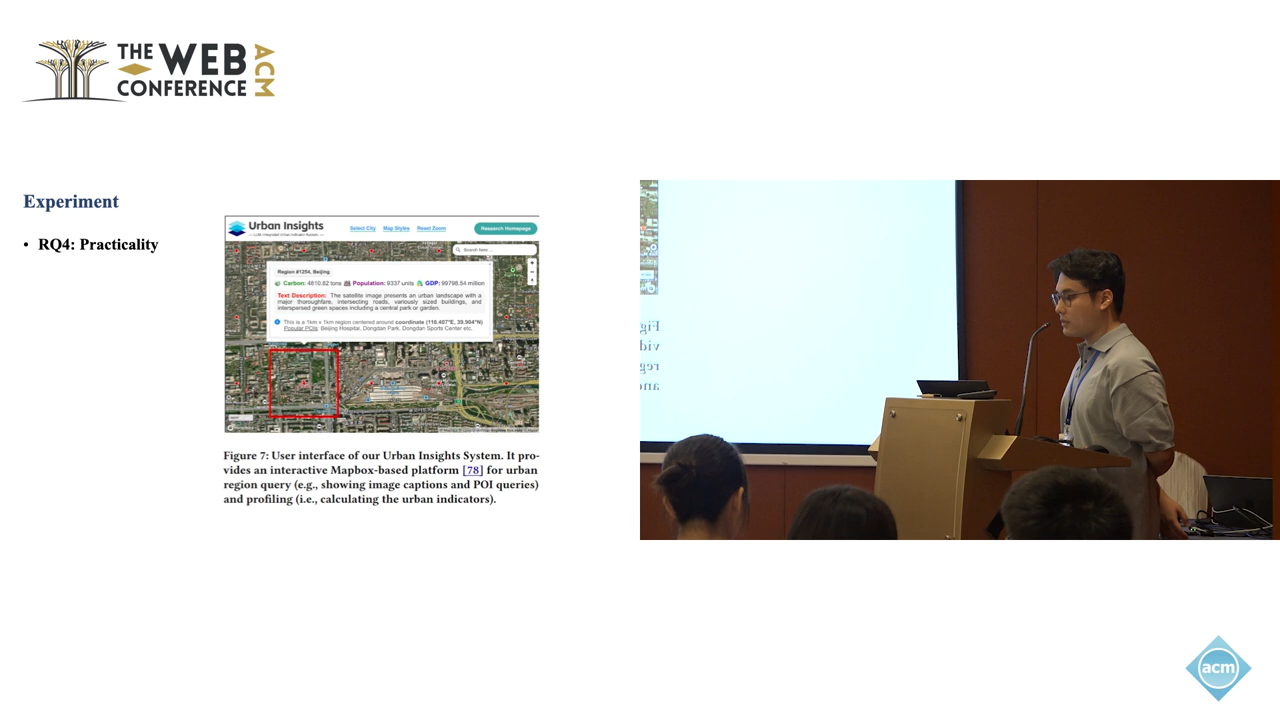 THE WEB
CONFERENCE
ACM
Experiment
• RQ4: Practicality
Urban Insights
Select City Map Styles Reset Zoom
Research Homepage
Search here ...
Region #1254, Beijing
Carbon: 4810.82 tons Population: 9337 units GDP: 99798.54 million
Text Description: The satellite image presents an urban landscape with a
major thoroughfare, intersecting roads, variously sized buildings, and
interspersed green spaces including a central park or garden.
This is a 1km x 1km region centered around coordinate (116.407°E, 39.904°N)
Popular POIs: Beijing Hospital, Dongdan Park, Dongdan Sports Center etc.
Figure 7: User interface of our Urban Insights System. It pro-
vides an interactive Mapbox-based platform [78] for urban
region query (e.g., showing image captions and POI queries)
and profiling (i.e., calculating the urban indicators).
Fig
vid
reg
and
acm